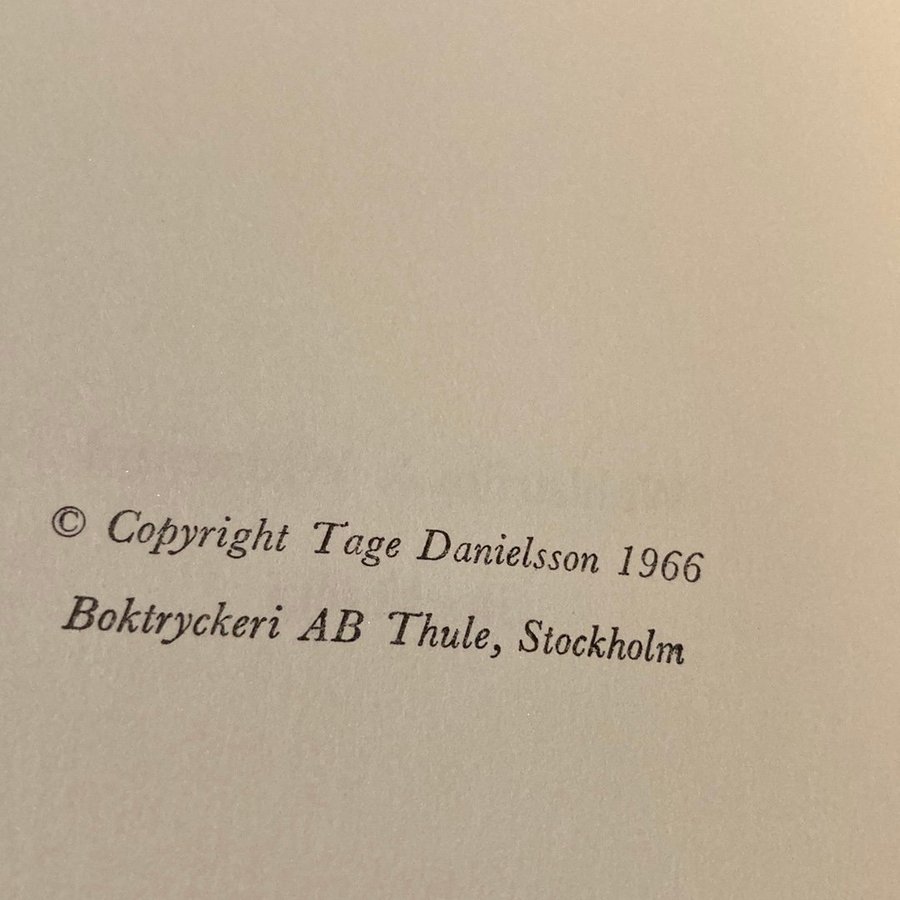 © Copyright Tage Danielsson 1966
Boktryckeri AB Thule, Stockholm